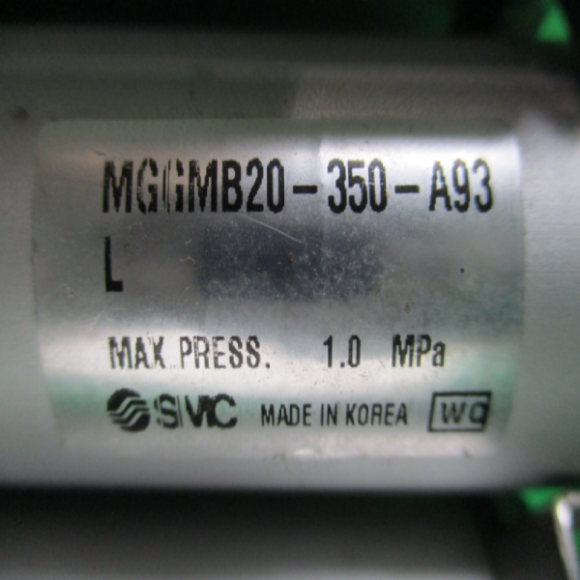 MGGMB20-350-A93
L
MAX PRESS. 1.0 MPa
SMC MADE IN KOREA WQ